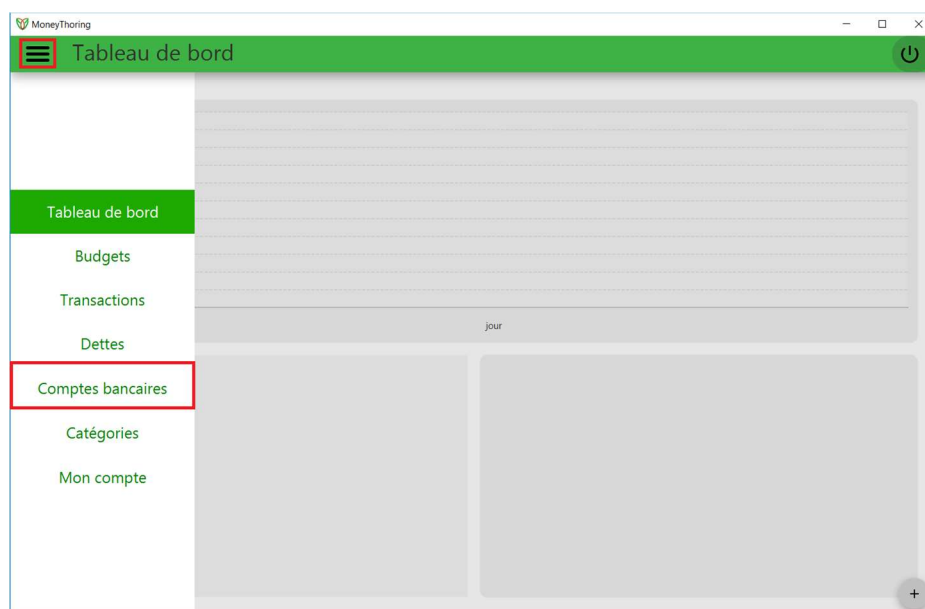 MoneyThoring
Tableau de bord
Tableau de bord
Budgets
Transactions
Dettes
Comptes bancaires
Catégories
Mon compte
jour
+